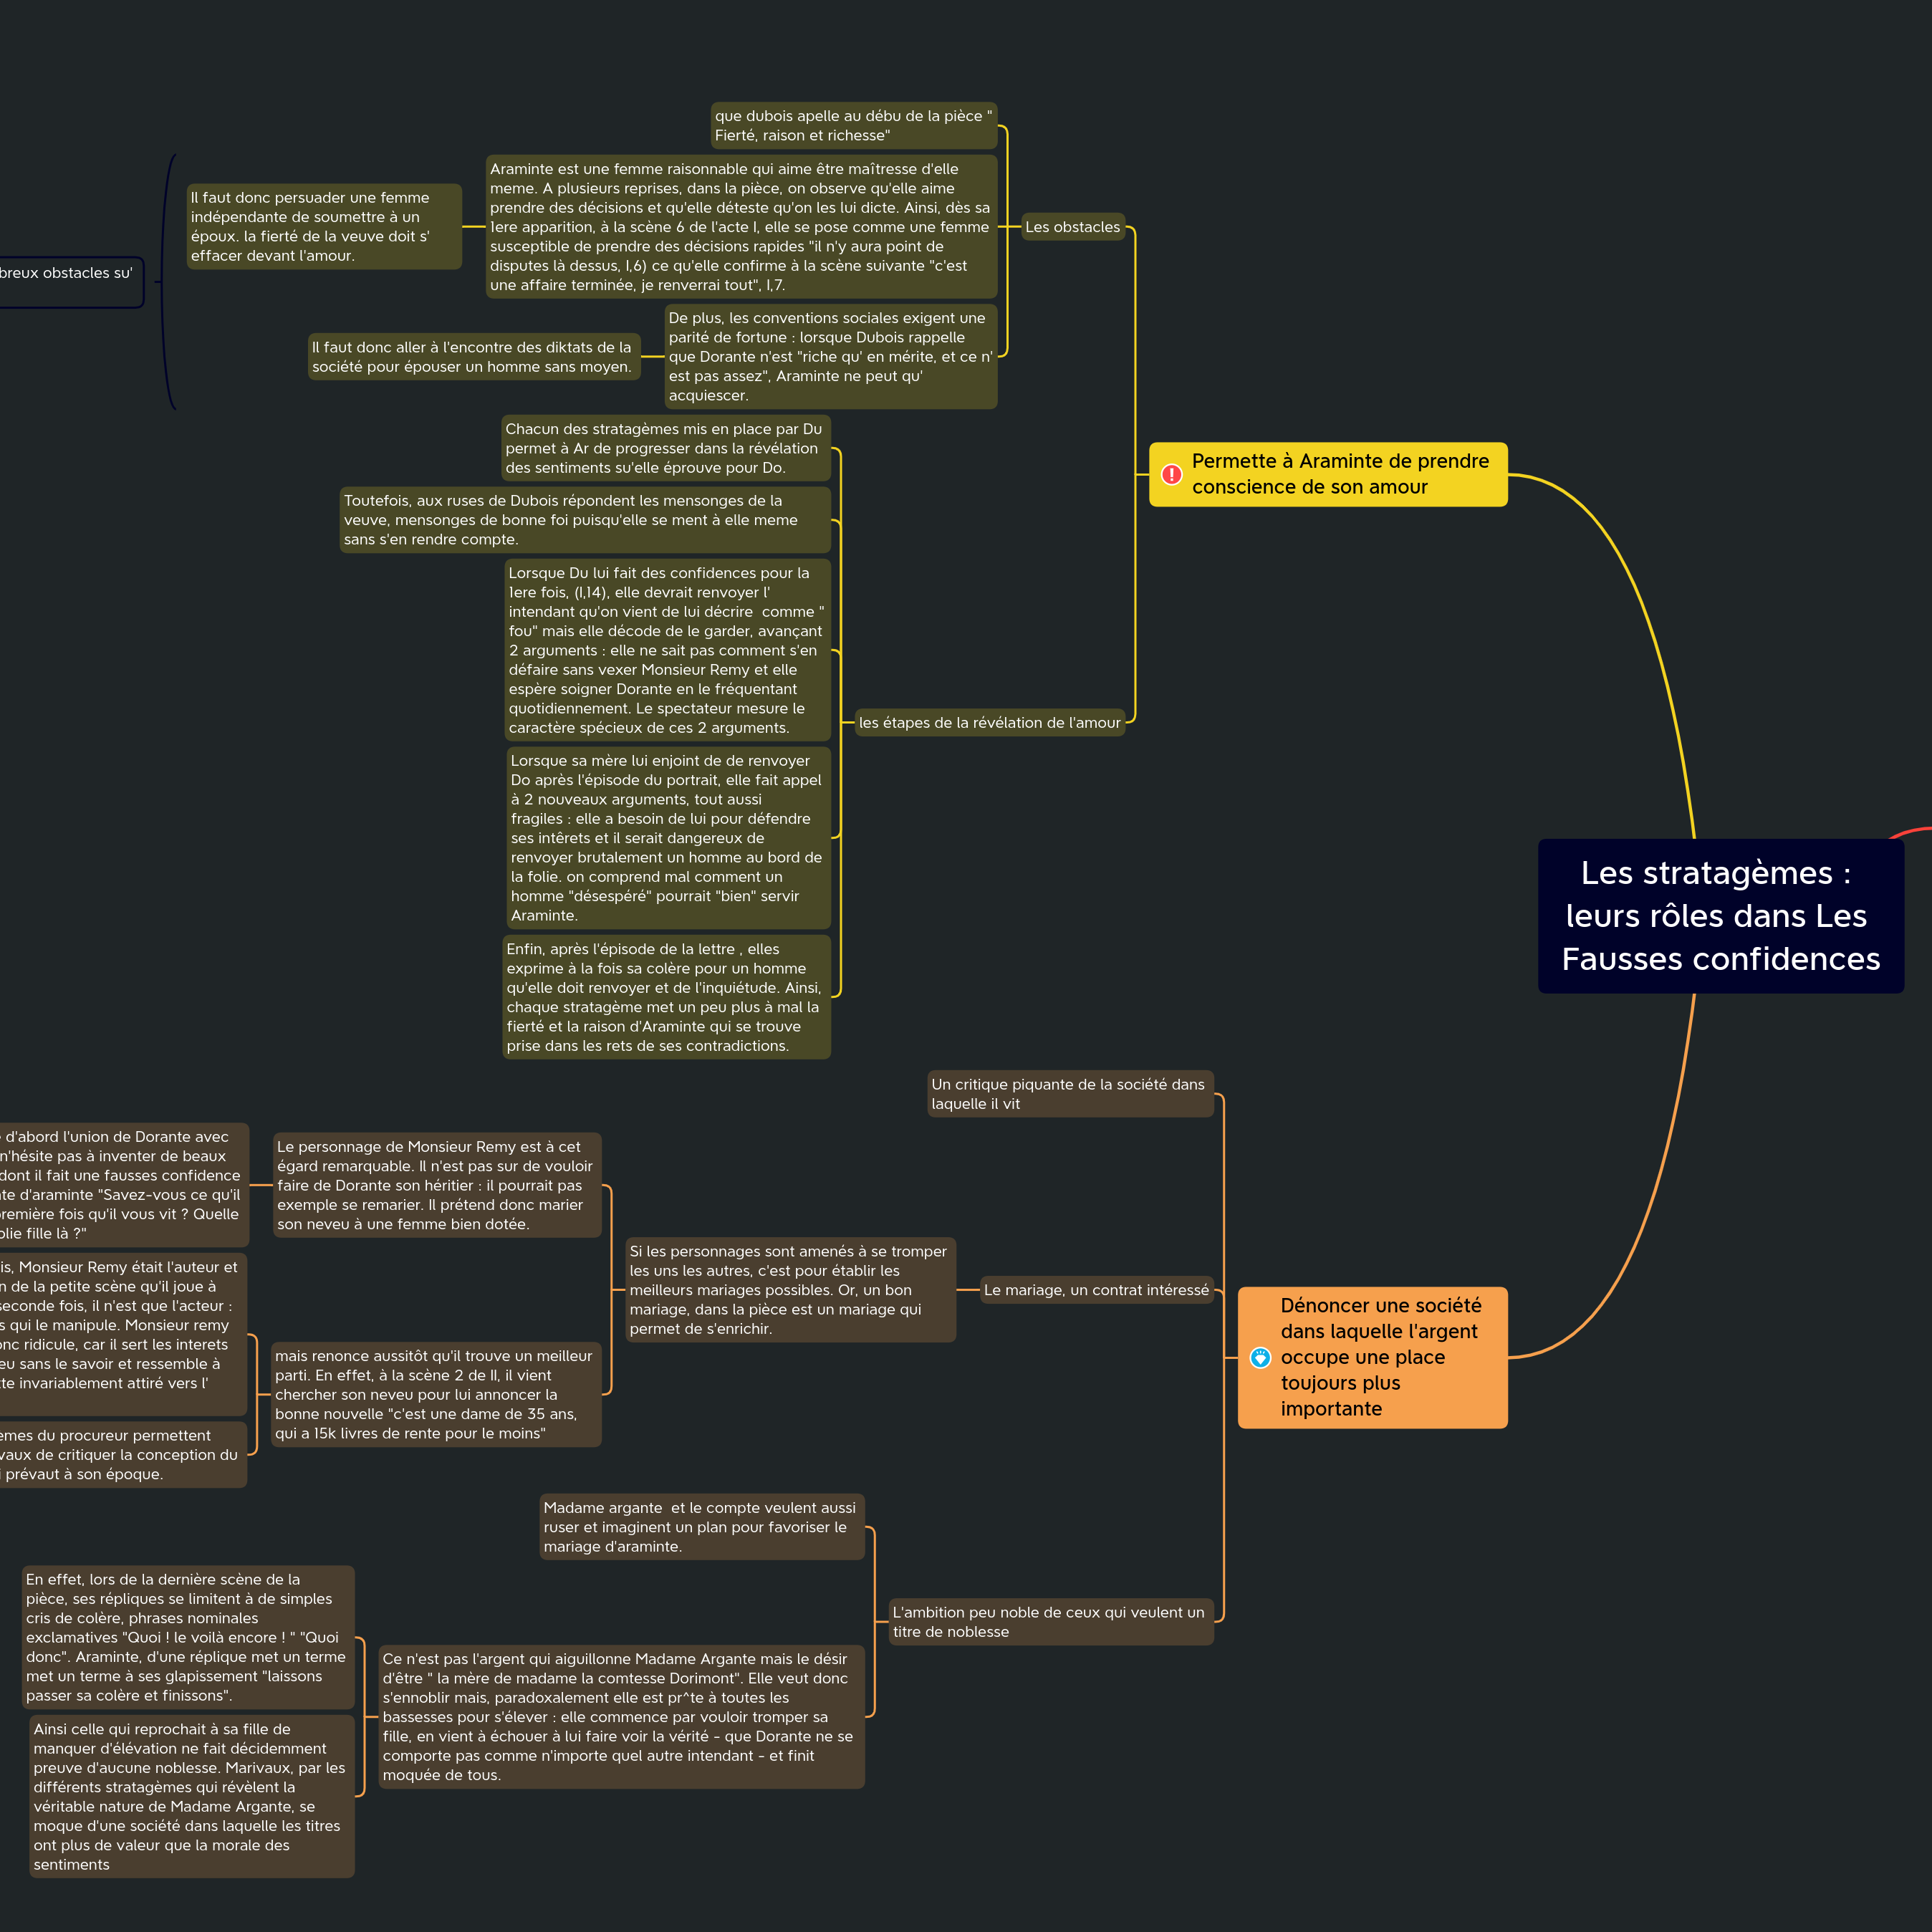 Les stratagèmes :
leurs rôles dans Les
Fausses confidences
Permette à Araminte de prendre
conscience de son amour
Les obstacles
que dubois apelle au débu de la pièce "
Fierté, raison et richesse"
Araminte est une femme raisonnable qui aime être maîtresse d'elle
meme. A plusieurs reprises, dans la pièce, on observe qu'elle aime
prendre des décisions et qu'elle déteste qu'on les lui dicte. Ainsi, dès sa
1ere apparition, à la scène 6 de l'acte I, elle se pose comme une femme
susceptible de prendre des décisions rapides "il n'y aura point de
disputes là dessus, I,6) ce qu'elle confirme à la scène suivante "c'est
une affaire terminée, je renverrai tout", I,7.
Il faut donc persuader une femme
indépendante de soumettre à un
époux. la fierté de la veuve doit s'
effacer devant l'amour.
De plus, les conventions sociales exigent une
parité de fortune : lorsque Dubois rappelle
que Dorante n'est "riche qu' en mérite, et ce n'
est pas assez", Araminte ne peut qu'
acquiescer.
Il faut donc aller à l'encontre des diktats de la
société pour épouser un homme sans moyen.
breux obstacles su'
les étapes de la révélation de l'amour
Chacun des stratagèmes mis en place par Du
permet à Ar de progresser dans la révélation
des sentiments su'elle éprouve pour Do.
Toutefois, aux ruses de Dubois répondent les mensonges de la
veuve, mensonges de bonne foi puisqu'elle se ment à elle meme
sans s'en rendre compte.
Lorsque Du lui fait des confidences pour la
1ere fois, (I,14), elle devrait renvoyer l'
intendant qu'on vient de lui décrire  comme "
fou" mais elle décode de le garder, avançant
2 arguments : elle ne sait pas comment s'en
défaire sans vexer Monsieur Remy et elle
espère soigner Dorante en le fréquentant
quotidiennement. Le spectateur mesure le
caractère spécieux de ces 2 arguments.
Lorsque sa mère lui enjoint de de renvoyer
Do après l'épisode du portrait, elle fait appel
à 2 nouveaux arguments, tout aussi
fragiles : elle a besoin de lui pour défendre
ses intêrets et il serait dangereux de
renvoyer brutalement un homme au bord de
la folie. on comprend mal comment un
homme "désespéré" pourrait "bien" servir
Araminte.
Enfin, après l'épisode de la lettre , elles
exprime à la fois sa colère pour un homme
qu'elle doit renvoyer et de l'inquiétude. Ainsi,
chaque stratagème met un peu plus à mal la
fierté et la raison d'Araminte qui se trouve
prise dans les rets de ses contradictions.
Dénoncer une société
dans laquelle l'argent
occupe une place
toujours plus
importante
Un critique piquante de la société dans
laquelle il vit
Le mariage, un contrat intéressé
Si les personnages sont amenés à se tromper
les uns les autres, c'est pour établir les
meilleurs mariages possibles. Or, un bon
mariage, dans la pièce est un mariage qui
permet de s'enrichir.
Le personnage de Monsieur Remy est à cet
égard remarquable. Il n'est pas sur de vouloir
faire de Dorante son héritier : il pourrait pas
exemple se remarier. Il prétend donc marier
son neveu à une femme bien dotée.
d'abord l'union de Dorante avec
n'hésite pas à inventer de beaux
dont il fait une fausses confidence
te d'araminte "Savez-vous ce qu'il
remière fois qu'il vous vit ? Quelle
olie fille là ?"
mais renonce aussitôt qu'il trouve un meilleur
parti. En effet, à la scène 2 de II, il vient
chercher son neveu pour lui annoncer la
bonne nouvelle "c'est une dame de 35 ans,
qui a 15k livres de rente pour le moins"
is, Monsieur Remy était l'auteur et
n de la petite scène qu'il joue à
seconde fois, il n'est que l'acteur :
s qui le manipule. Monsieur remy
nc ridicule, car il sert les interets
eu sans le savoir et ressemble à
te invariablement attiré vers l'
emes du procureur permettent
vaux de critiquer la conception du
i prévaut à son époque.
L'ambition peu noble de ceux qui veulent un
titre de noblesse
Madame argante  et le compte veulent aussi
ruser et imaginent un plan pour favoriser le
mariage d'araminte.
Ce n'est pas l'argent qui aiguillonne Madame Argante mais le désir
d'être " la mère de madame la comtesse Dorimont". Elle veut donc
s'ennoblir mais, paradoxalement elle est pr^te à toutes les
bassesses pour s'élever : elle commence par vouloir tromper sa
fille, en vient à échouer à lui faire voir la vérité - que Dorante ne se
comporte pas comme n'importe quel autre intendant - et finit
moquée de tous.
En effet, lors de la dernière scène de la
pièce, ses répliques se limitent à de simples
cris de colère, phrases nominales
exclamatives "Quoi ! le voilà encore ! " "Quoi
donc". Araminte, d'une réplique met un terme
met un terme à ses glapissement "laissons
passer sa colère et finissons".
Ainsi celle qui reprochait à sa fille de
manquer d'élévation ne fait décidemment
preuve d'aucune noblesse. Marivaux, par les
différents stratagèmes qui révèlent la
véritable nature de Madame Argante, se
moque d'une société dans laquelle les titres
ont plus de valeur que la morale des
sentiments